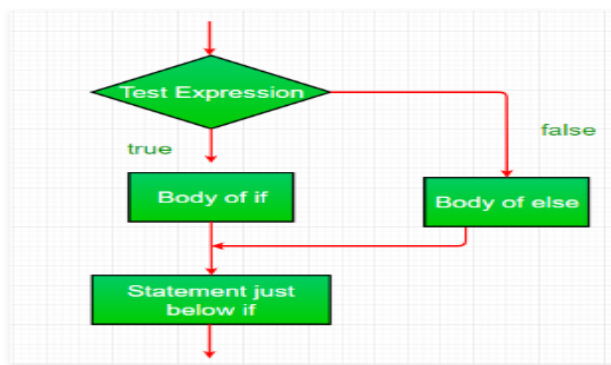 Test Expression
true
false
Body of if
Body of else
Statement just
below if